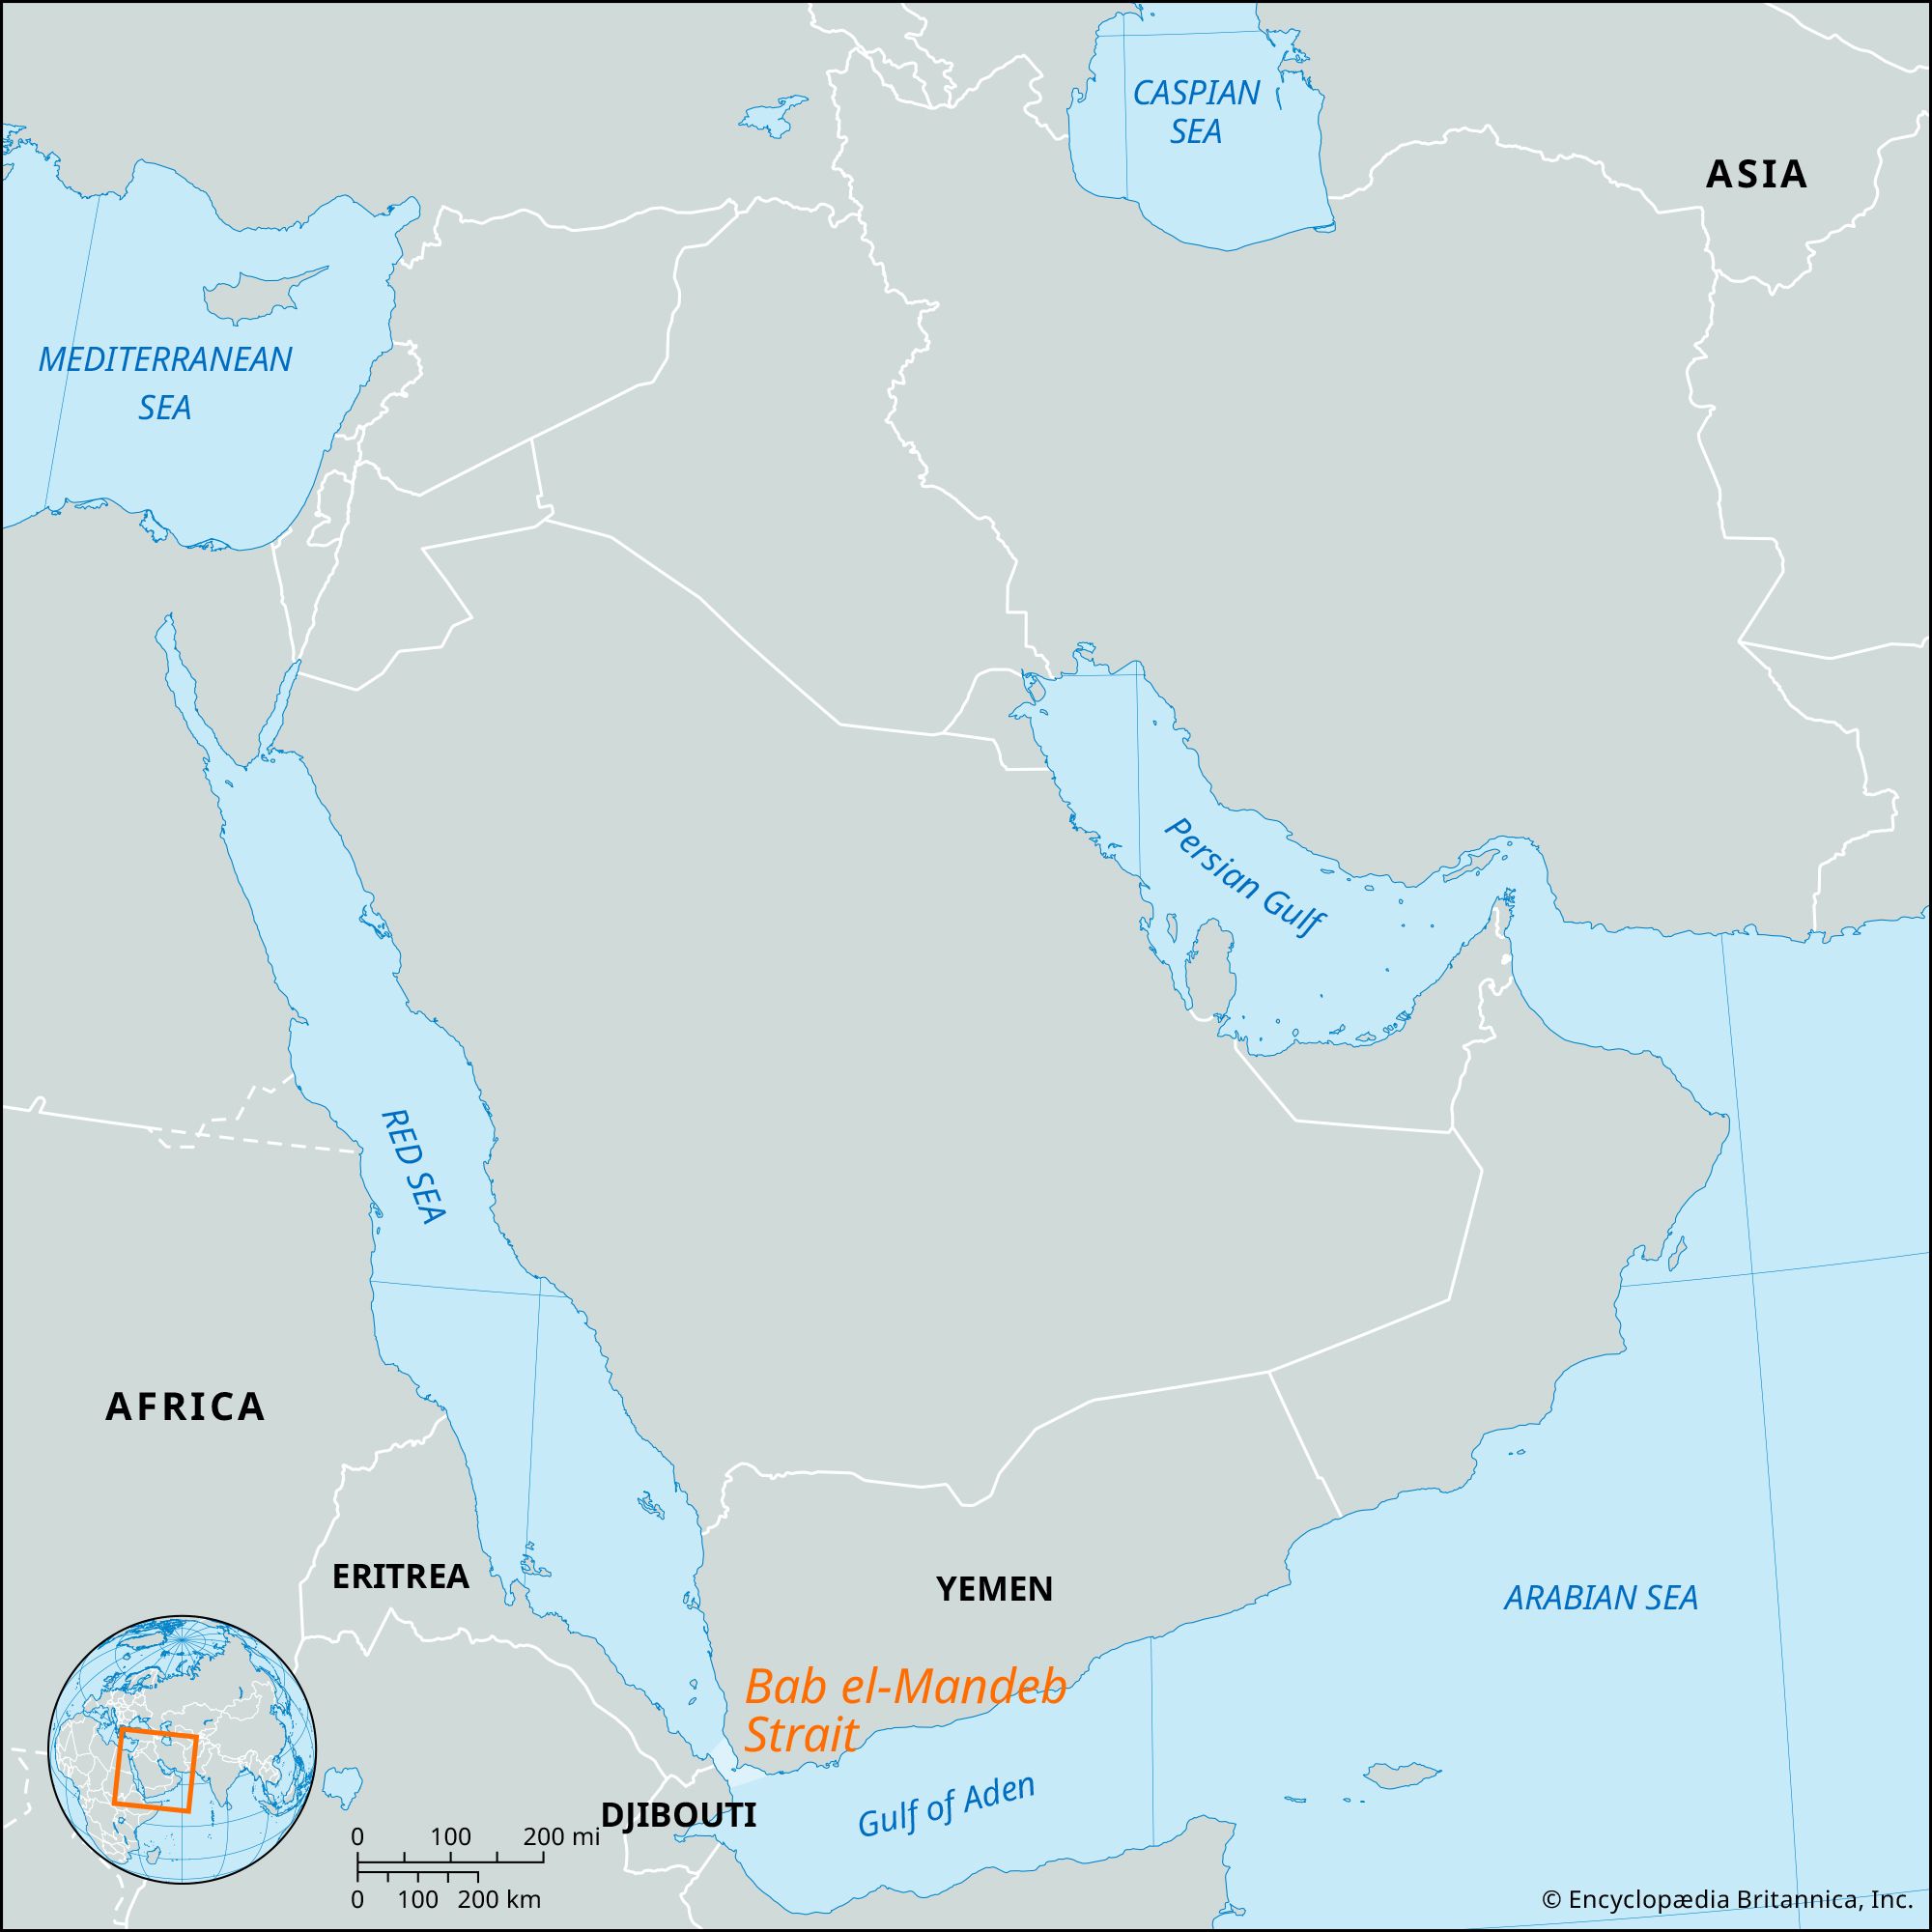 CASPIAN
SEA
ASIA
MEDITERRANEAN
SEA
Persian Gulf
RED SEA
AFRICA
ERITREA
YEMEN
ARABIAN SEA
Bab el-Mandeb
Strait
DJIBOUTI
Gulf of Aden
0 100 200 mi
0 100 200 km
© Encyclopædia Britannica, Inc.